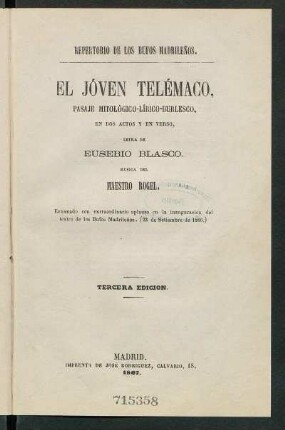 REPERTORIO DE LOS BUFOS MADRILEÑOS.
EL JÓVEN TELÉMACO,
PASAJE MITOLÓGICO-LÍRICO-BURLESCO,
EN DOS ACTOS Y EN VERSO,
LETRA DE
EUSEBIO BLASCO.
MUSICA DEL
MAESTRO ROGEL.
Estrenado con extraordinario aplauso en la inauguracion del
teatro de los Bufos Madrileños. (22 de Setiembre de 1866.)
TERCERA EDICION.
MADRID.
IMPRENTA DE JOSE RODRIGUEZ, CALVARIO, 18.
1867.
715358